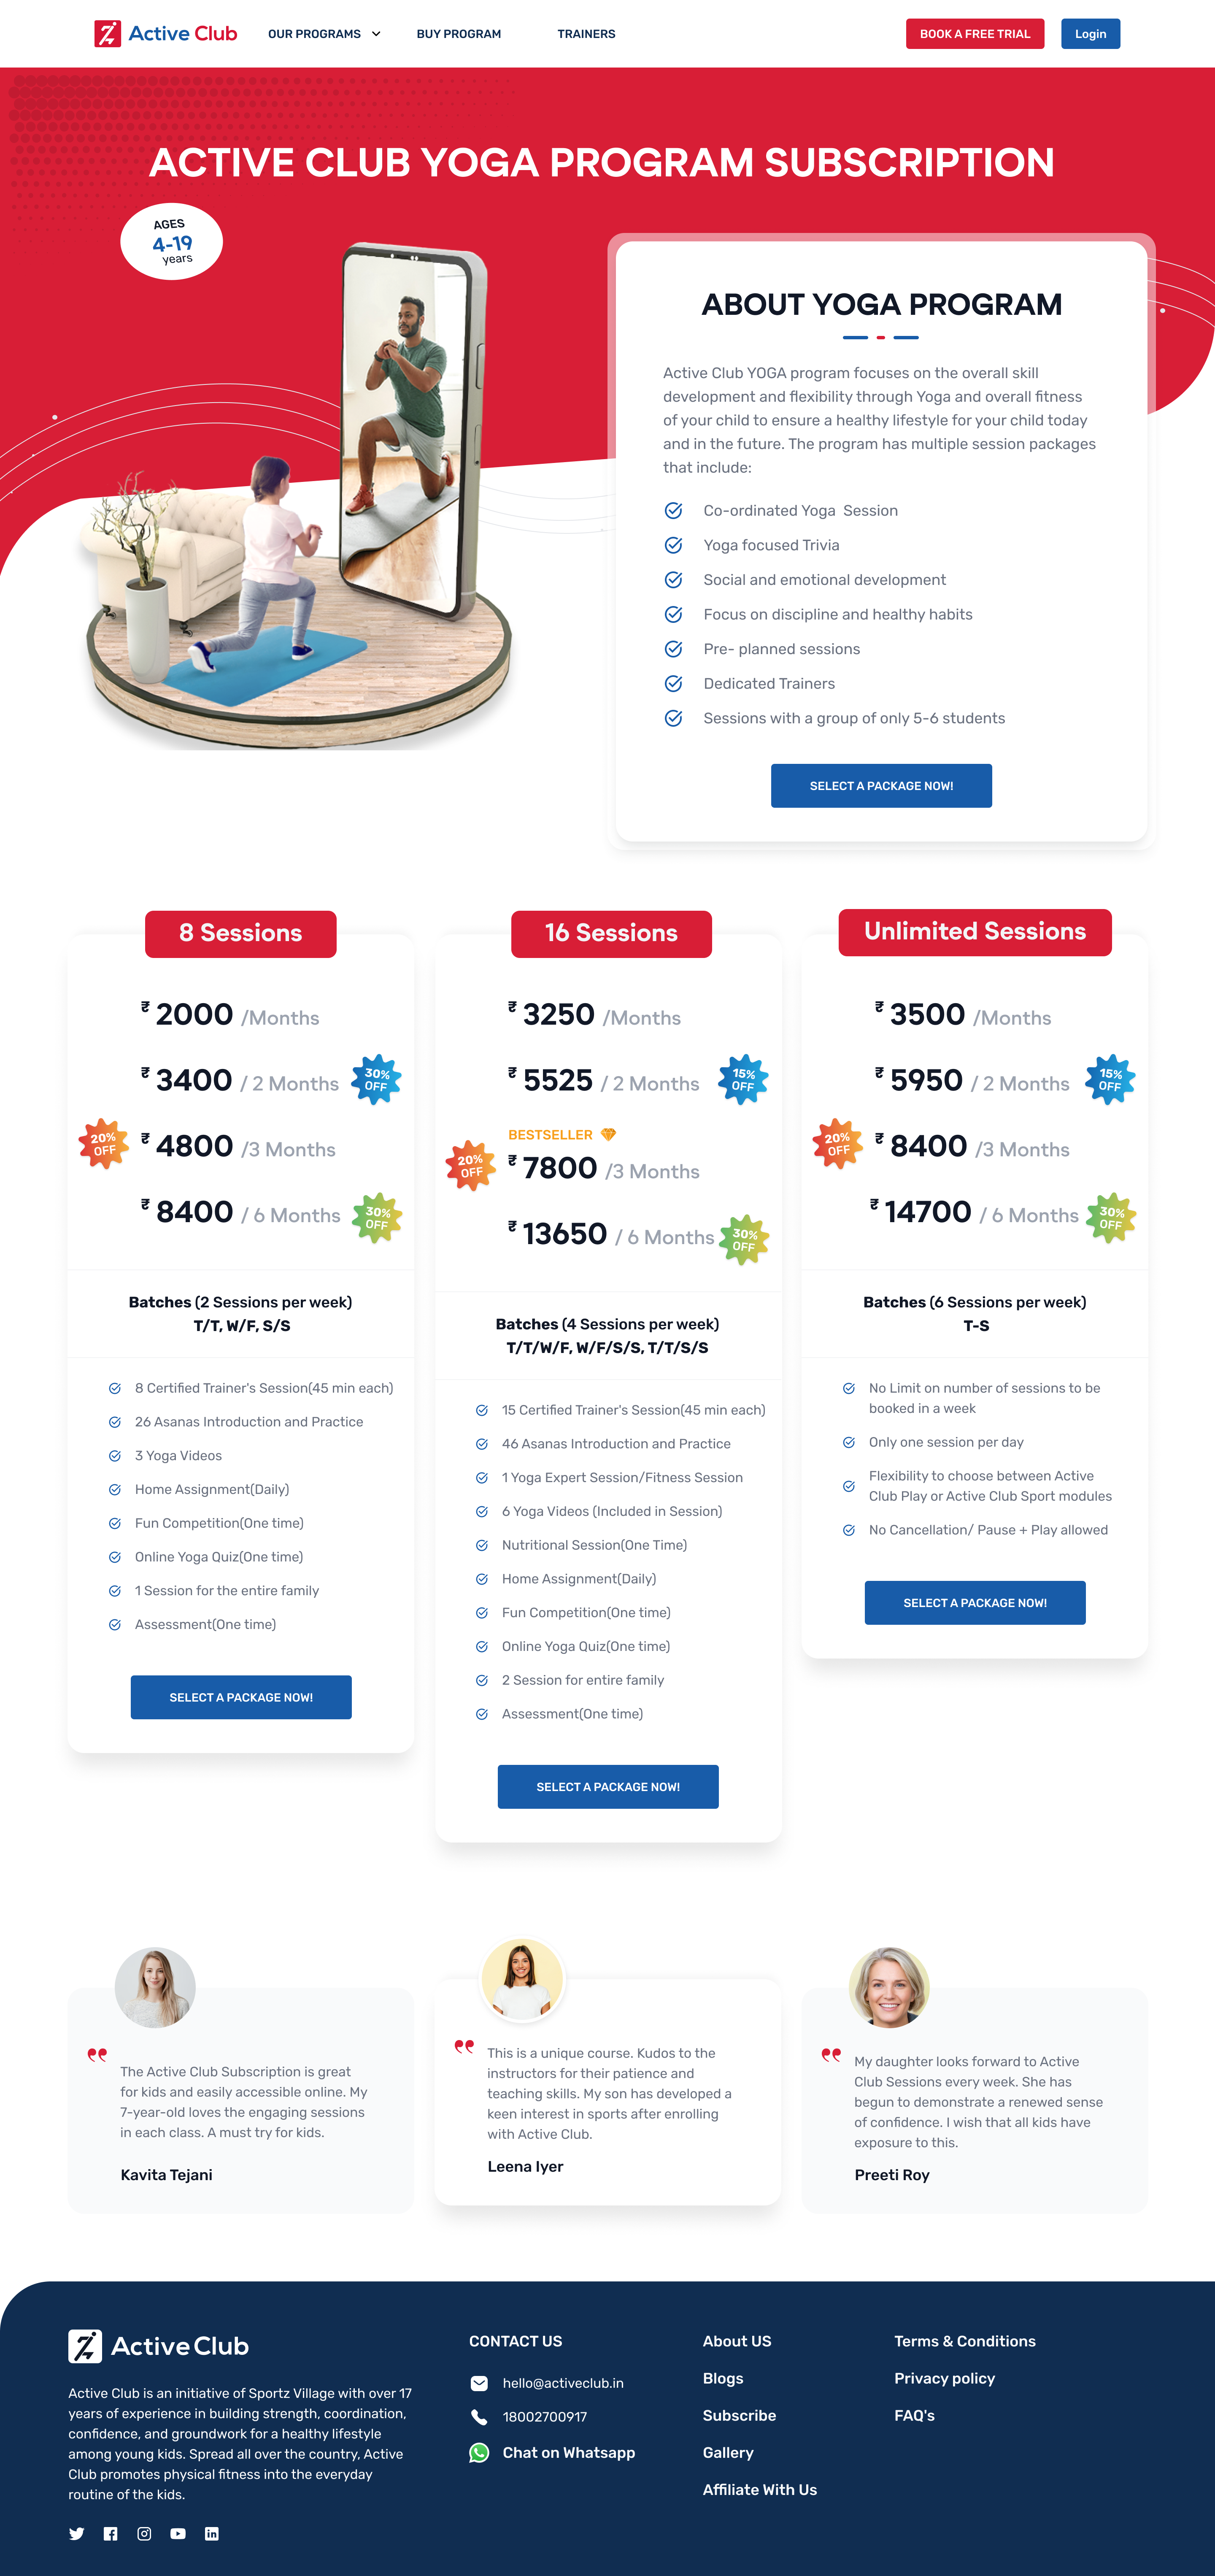 Active Club
OUR PROGRAMS
BUY PROGRAM
TRAINERS
BOOK A FREE TRIAL
Login
ACTIVE CLUB YOGA PROGRAM SUBSCRIPTION
AGES
4-19
years
ABOUT YOGA PROGRAM
Active Club YOGA program focuses on the overall skill
development and flexibility through Yoga and overall fitness
of your child to ensure a healthy lifestyle for your child today
and in the future. The program has multiple session packages
that include:
Co-ordinated Yoga  Session
Yoga focused Trivia
Social and emotional development
Focus on discipline and healthy habits
Pre- planned sessions
Dedicated Trainers
Sessions with a group of only 5-6 students
SELECT A PACKAGE NOW!
8 Sessions
₹ 2000 /Months
₹ 3400 / 2 Months
30%
OFF
20%
OFF
₹ 4800 /3 Months
₹ 8400 / 6 Months
30%
OFF
Batches (2 Sessions per week)
T/T, W/F, S/S
8 Certified Trainer's Session(45 min each)
26 Asanas Introduction and Practice
3 Yoga Videos
Home Assignment(Daily)
Fun Competition(One time)
Online Yoga Quiz(One time)
1 Session for the entire family
Assessment(One time)
SELECT A PACKAGE NOW!
16 Sessions
₹ 3250 /Months
₹ 5525 / 2 Months
15%
OFF
BESTSELLER
20%
OFF
₹ 7800 /3 Months
₹ 13650 / 6 Months
30%
OFF
Batches (4 Sessions per week)
T/T/W/F, W/F/S/S, T/T/S/S
15 Certified Trainer's Session(45 min each)
46 Asanas Introduction and Practice
1 Yoga Expert Session/Fitness Session
6 Yoga Videos (Included in Session)
Nutritional Session(One Time)
Home Assignment(Daily)
Fun Competition(One time)
Online Yoga Quiz(One time)
2 Session for entire family
Assessment(One time)
SELECT A PACKAGE NOW!
Unlimited Sessions
₹ 3500 /Months
₹ 5950 / 2 Months
15%
OFF
20%
OFF
₹ 8400 /3 Months
₹ 14700 / 6 Months
30%
OFF
Batches (6 Sessions per week)
T-S
No Limit on number of sessions to be
booked in a week
Only one session per day
Flexibility to choose between Active
Club Play or Active Club Sport modules
No Cancellation/ Pause + Play allowed
SELECT A PACKAGE NOW!
The Active Club Subscription is great
for kids and easily accessible online. My
7-year-old loves the engaging sessions
in each class. A must try for kids.
Kavita Tejani
This is a unique course. Kudos to the
instructors for their patience and
teaching skills. My son has developed a
keen interest in sports after enrolling
with Active Club.
Leena Iyer
My daughter looks forward to Active
Club Sessions every week. She has
begun to demonstrate a renewed sense
of confidence. I wish that all kids have
exposure to this.
Preeti Roy
Active Club
Active Club is an initiative of Sportz Village with over 17
years of experience in building strength, coordination,
confidence, and groundwork for a healthy lifestyle
among young kids. Spread all over the country, Active
Club promotes physical fitness into the everyday
routine of the kids.
CONTACT US
hello@activeclub.in
18002700917
Chat on Whatsapp
About US
Blogs
Subscribe
Gallery
Affiliate With Us
Terms & Conditions
Privacy policy
FAQ's